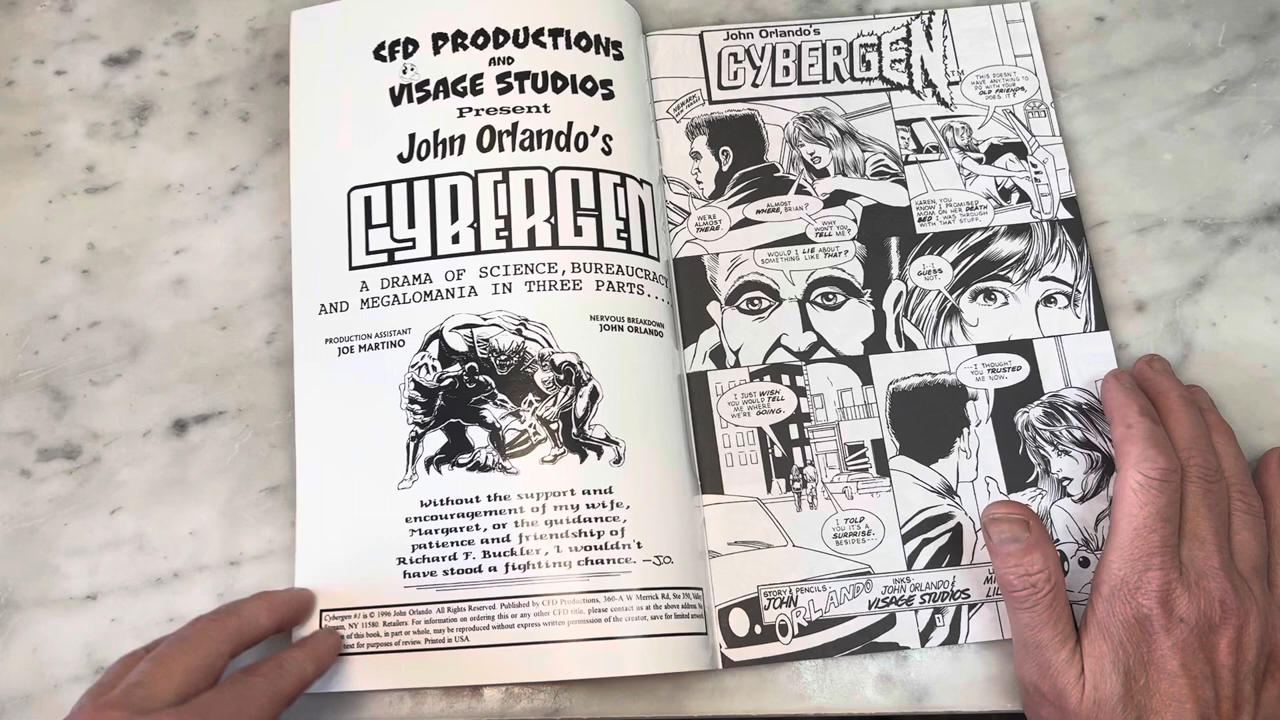 CFD PRODUCTIONS
AND
VISAGE STUDIOS
Present
John Orlando's
CYBERGEN
A DRAMA OF SCIENCE, BUREAUCRACY
AND MEGALOMANIA IN THREE PARTS....
PRODUCTION ASSISTANT
JOE MARTINO
NERVOUS BREAKDOWN
JOHN ORLANDO
Without the support and
encouragement of my wife,
Margaret, or the guidance,
patience and friendship of
Richard F. Buckler, I wouldn't
have stood a fighting chance. —J.O.
Cybergen #1 is © 1996 John Orlando. All Rights Reserved. Published by CFD Productions, 360-A W Merrick Rd, Ste 350, Valley
Stream, NY 11580. Retailers: For information on ordering this or any other CFD title, please contact us at the above address. No
of this book, in part or whole, may be reproduced without express written permission of the creator, save for limited artwork
text for purposes of review. Printed in USA.
John Orlando's
CYBERGEN™
NEWARK,
WE'RE
ALMOST
THERE.
ALMOST
WHERE, BRIAN?
WHY
WON'T YOU
TELL ME?
THIS DOESN'T
HAVE ANYTHING TO
DO WITH YOUR
OLD FRIENDS,
DOES IT?
KAREN, YOU
KNOW I PROMISED
MOM ON HER DEATH
BED I WAS THROUGH
WITH THAT STUFF.
WOULD I LIE ABOUT
SOMETHING LIKE THAT?
I--I
GUESS
NOT.
I JUST WISH
YOU WOULD TELL
ME WHERE
WE'RE GOING.
I TOLD
YOU IT'S A
SURPRISE.
BESIDES---
---I THOUGHT
YOU TRUSTED
ME NOW.
STORY & PENCILS-
JOHN ORLANDO
INKS:
JOHN ORLANDO &
VISAGE STUDIOS
1